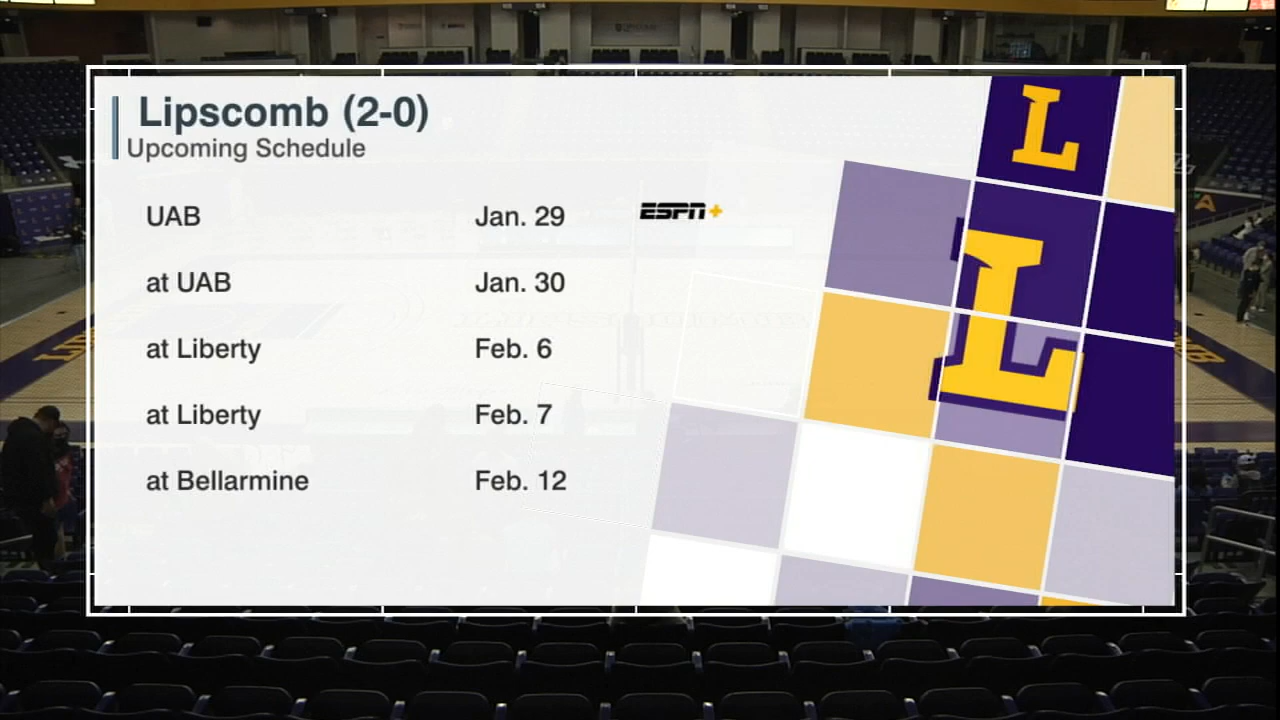 Lipscomb (2-0)
Upcoming Schedule
UAB Jan. 29 ESPN+
at UAB Jan. 30
at Liberty Feb. 6
at Liberty Feb. 7
at Bellarmine Feb. 12
L
L